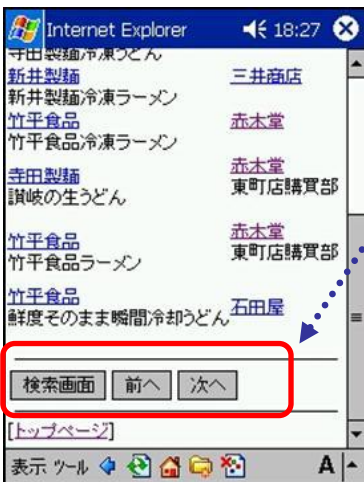 Internet Explorer 18:27
寺田製麺冷凍うどん
新井製麺 三井商店
新井製麺冷凍ラーメン
竹平食品 赤木堂
竹平食品冷凍ラーメン
寺田製麺 赤木堂
讃岐の生うどん 東町店購買部
竹平食品 赤木堂
竹平食品ラーメン 東町店購買部
竹平食品 石田屋
鮮度そのまま瞬間冷却うどん
検索画面 前へ 次へ
[トップページ]
表示 ツール A